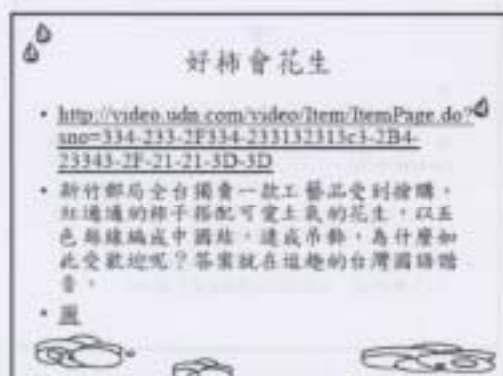 好柿會花生
• http://video.udn.com/video/Item/ItemPage.do?
sno=334-233-2F334-233132313c3-2B4-
23343-2F-21-21-3D-3D
• 新竹郵局全台獨賣一款工藝品受到搶購，
紅通通的柿子搭配可愛土氣的花生，以五
色絲線編成中國結，達成吊飾，為什麼如
此受歡迎呢？答案就在逗趣的台灣國語諧
音。
• 圖